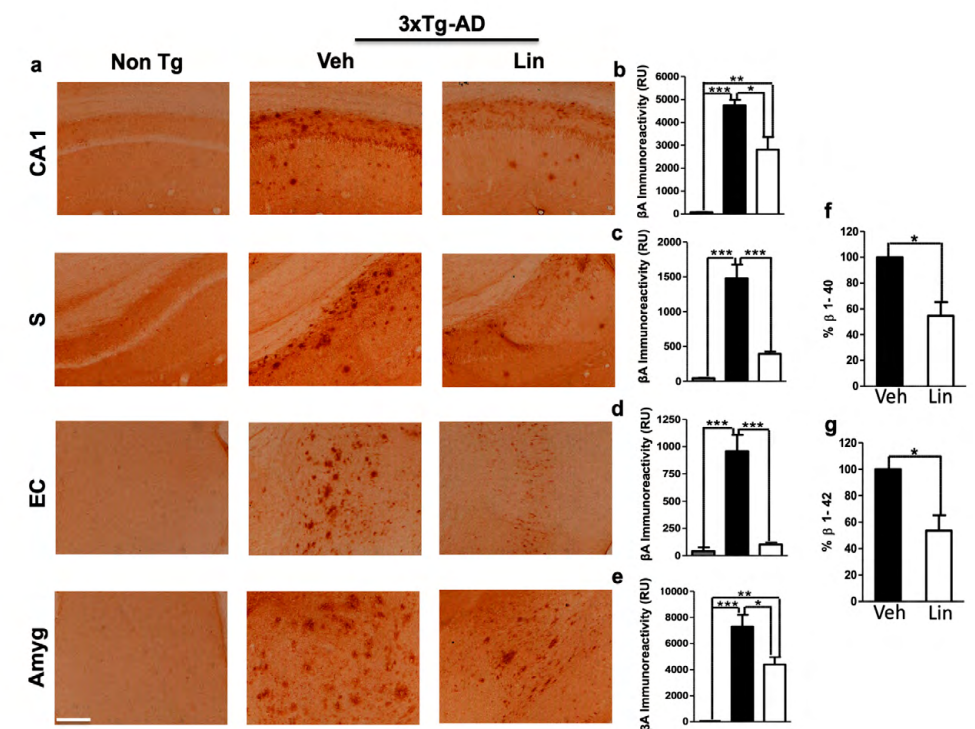 3xTg-AD
a Non Tg Veh Lin
CA 1
S
EC
Amyg
b
βA Immunoreactivity (RU)
6000
5000
4000
3000
2000
1000
0
**
*** *
c
βA Immunoreactivity (RU)
2000
1500
1000
500
0
*** ***
d
βA Immunoreactivity (RU)
1250
1000
750
500
250
0
*** ***
e
βA Immunoreactivity (RU)
10000
8000
6000
4000
2000
0
**
*** *
f
% β 1- 40
120
100
80
60
40
20
0
*
Veh Lin
g
% β 1- 42
120
100
80
60
40
20
0
*
Veh Lin